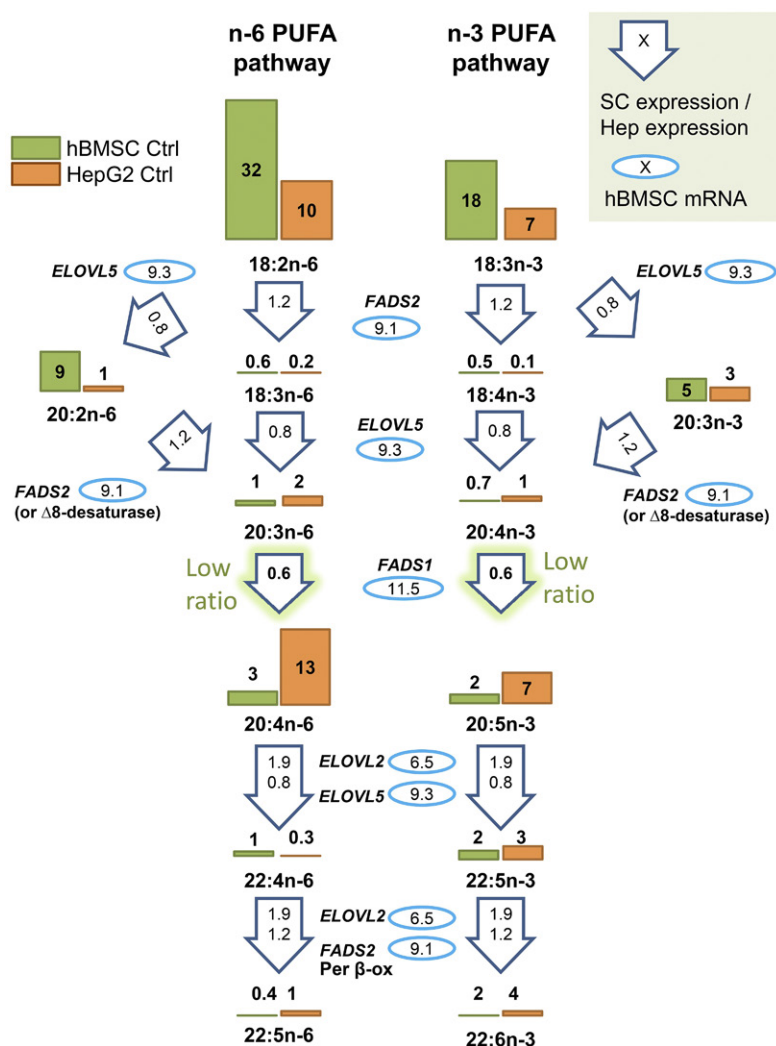 n-6 PUFA
pathway
n-3 PUFA
pathway
X
SC expression /
Hep expression
X
hBMSC mRNA
hBMSC Ctrl
HepG2 Ctrl
32
10
18
7
18:2n-6
18:3n-3
ELOVL5 9.3
0.8
1.2
FADS2
9.1
1.2
0.8
ELOVL5 9.3
9
1
20:2n-6
0.6 0.2
18:3n-6
0.5 0.1
18:4n-3
5
3
20:3n-3
1.2
0.8
ELOVL5
9.3
0.8
1.2
FADS2 9.1
(or Δ8-desaturase)
1 2
20:3n-6
0.7 1
20:4n-3
FADS2 9.1
(or Δ8-desaturase)
Low
ratio
0.6
FADS1
11.5
0.6
Low
ratio
3
13
20:4n-6
2
7
20:5n-3
1.9
0.8
ELOVL2 6.5
ELOVL5 9.3
1.9
0.8
1 0.3
22:4n-6
2 3
22:5n-3
1.9
1.2
ELOVL2 6.5
FADS2 9.1
Per β-ox
1.9
1.2
0.4 1
22:5n-6
2 4
22:6n-3